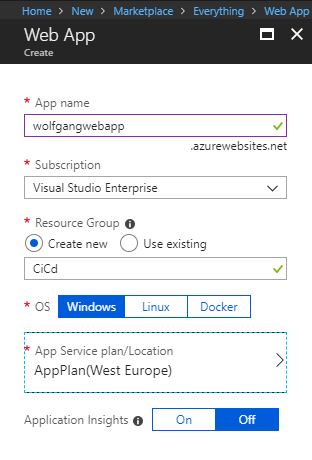 Home > New > Marketplace > Everything > Web App
Web App
Create
* App name
wolfgangwebapp
.azurewebsites.net
* Subscription
Visual Studio Enterprise
* Resource Group
Create new Use existing
CiCd
* OS Windows Linux Docker
* App Service plan/Location
AppPlan(West Europe)
Application Insights On Off